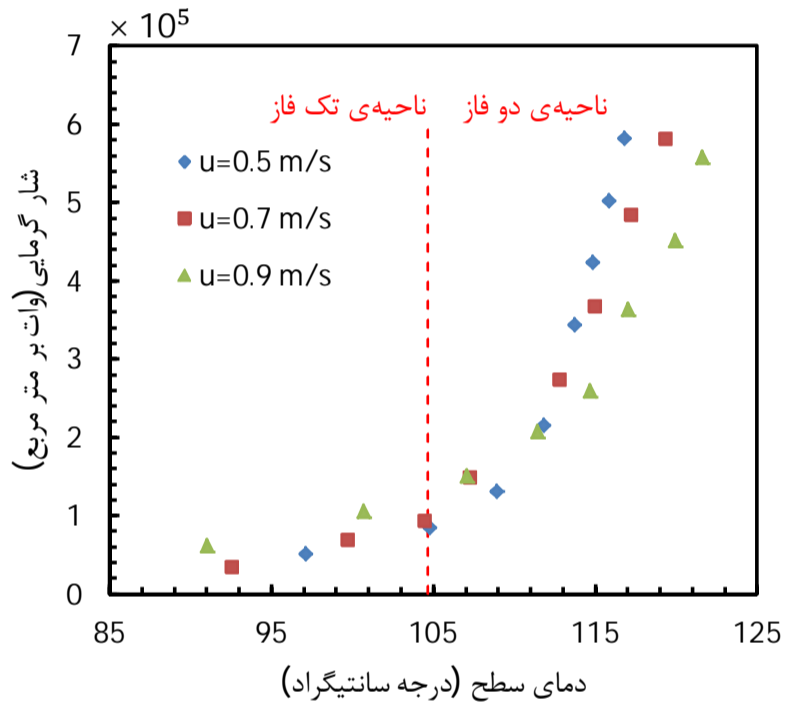 × 10⁵
7
6
5
4
3
2
1
0
ناحیه‌ی تک فاز
ناحیه‌ی دو فاز
u=0.5 m/s
u=0.7 m/s
u=0.9 m/s
شار گرمایی(وات بر متر مربع)
85
95
105
115
125
دمای سطح (درجه سانتیگراد)